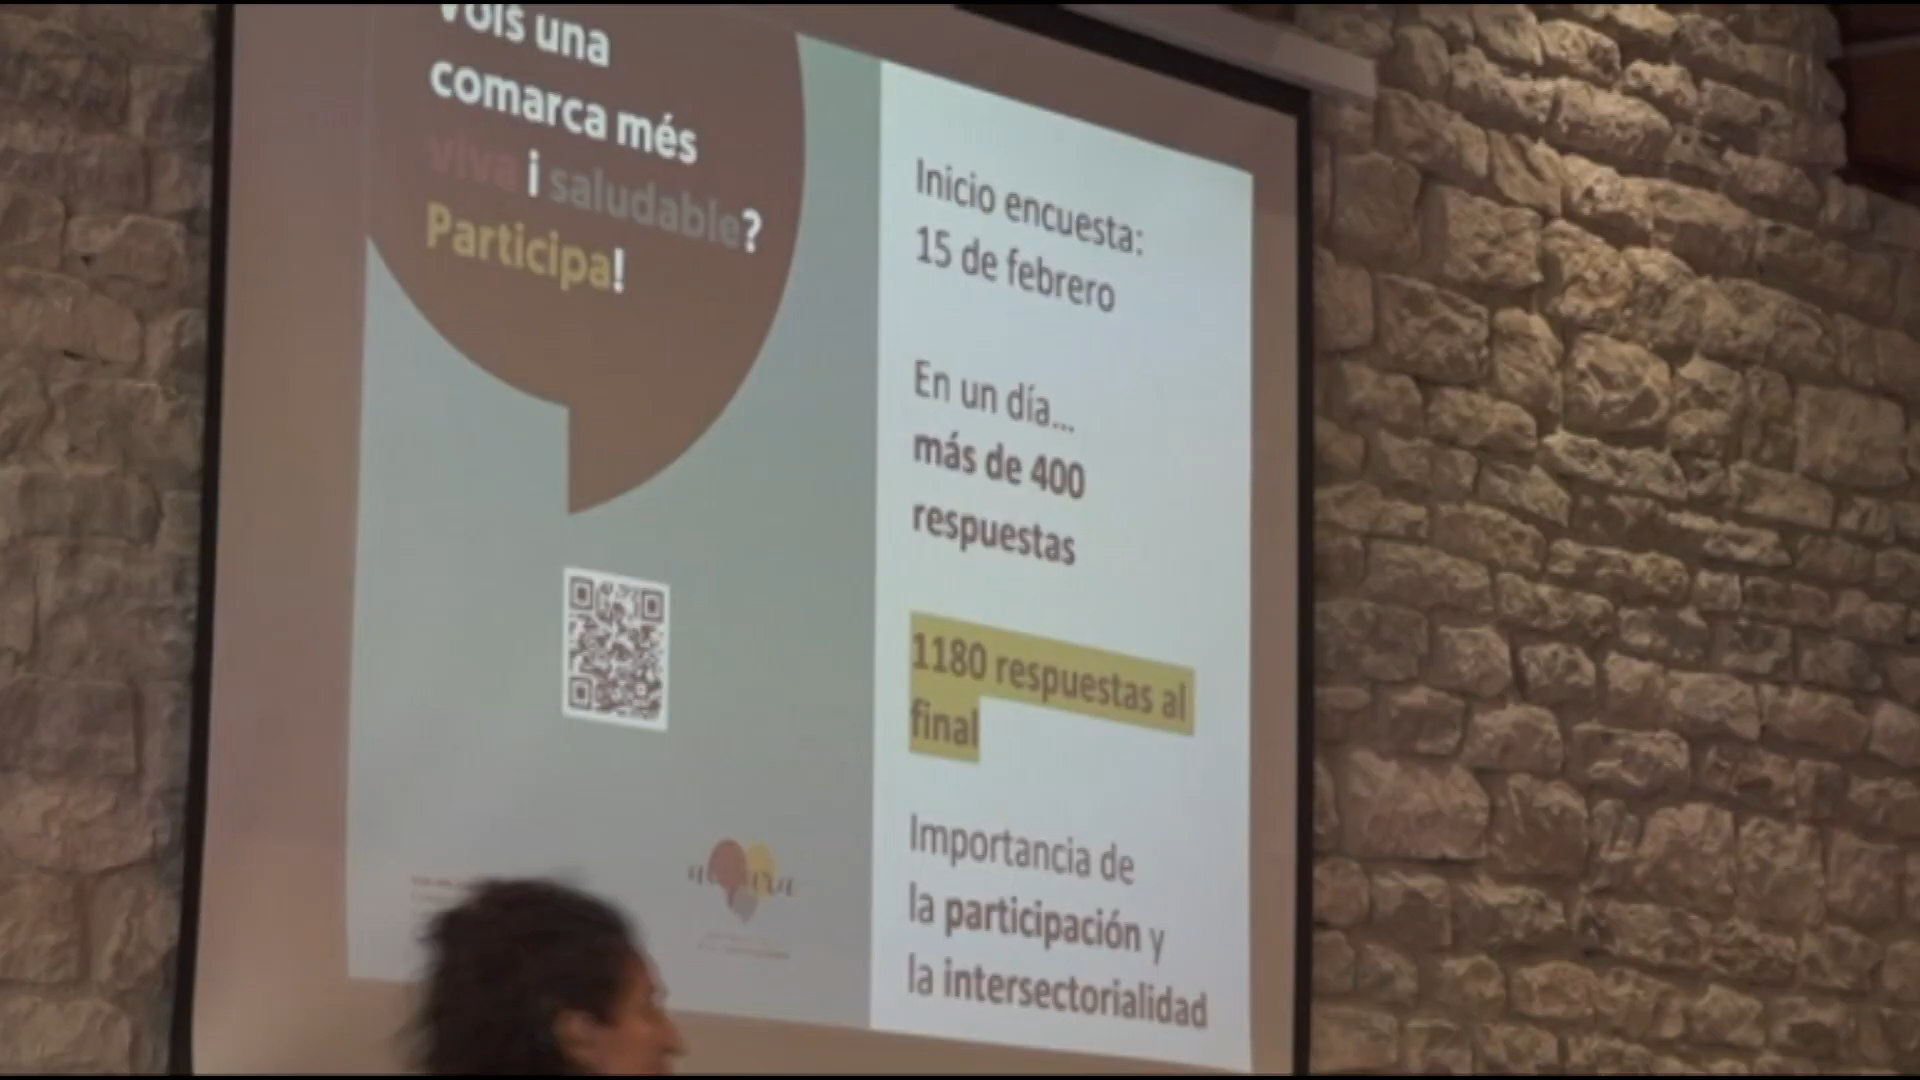 Vols una
comarca més
viva i saludable?
Participa!
Inicio encuesta:
15 de febrero
En un día...
más de 400
respuestas
1180 respuestas al
final
Importancia de
la participación y
la intersectorialidad